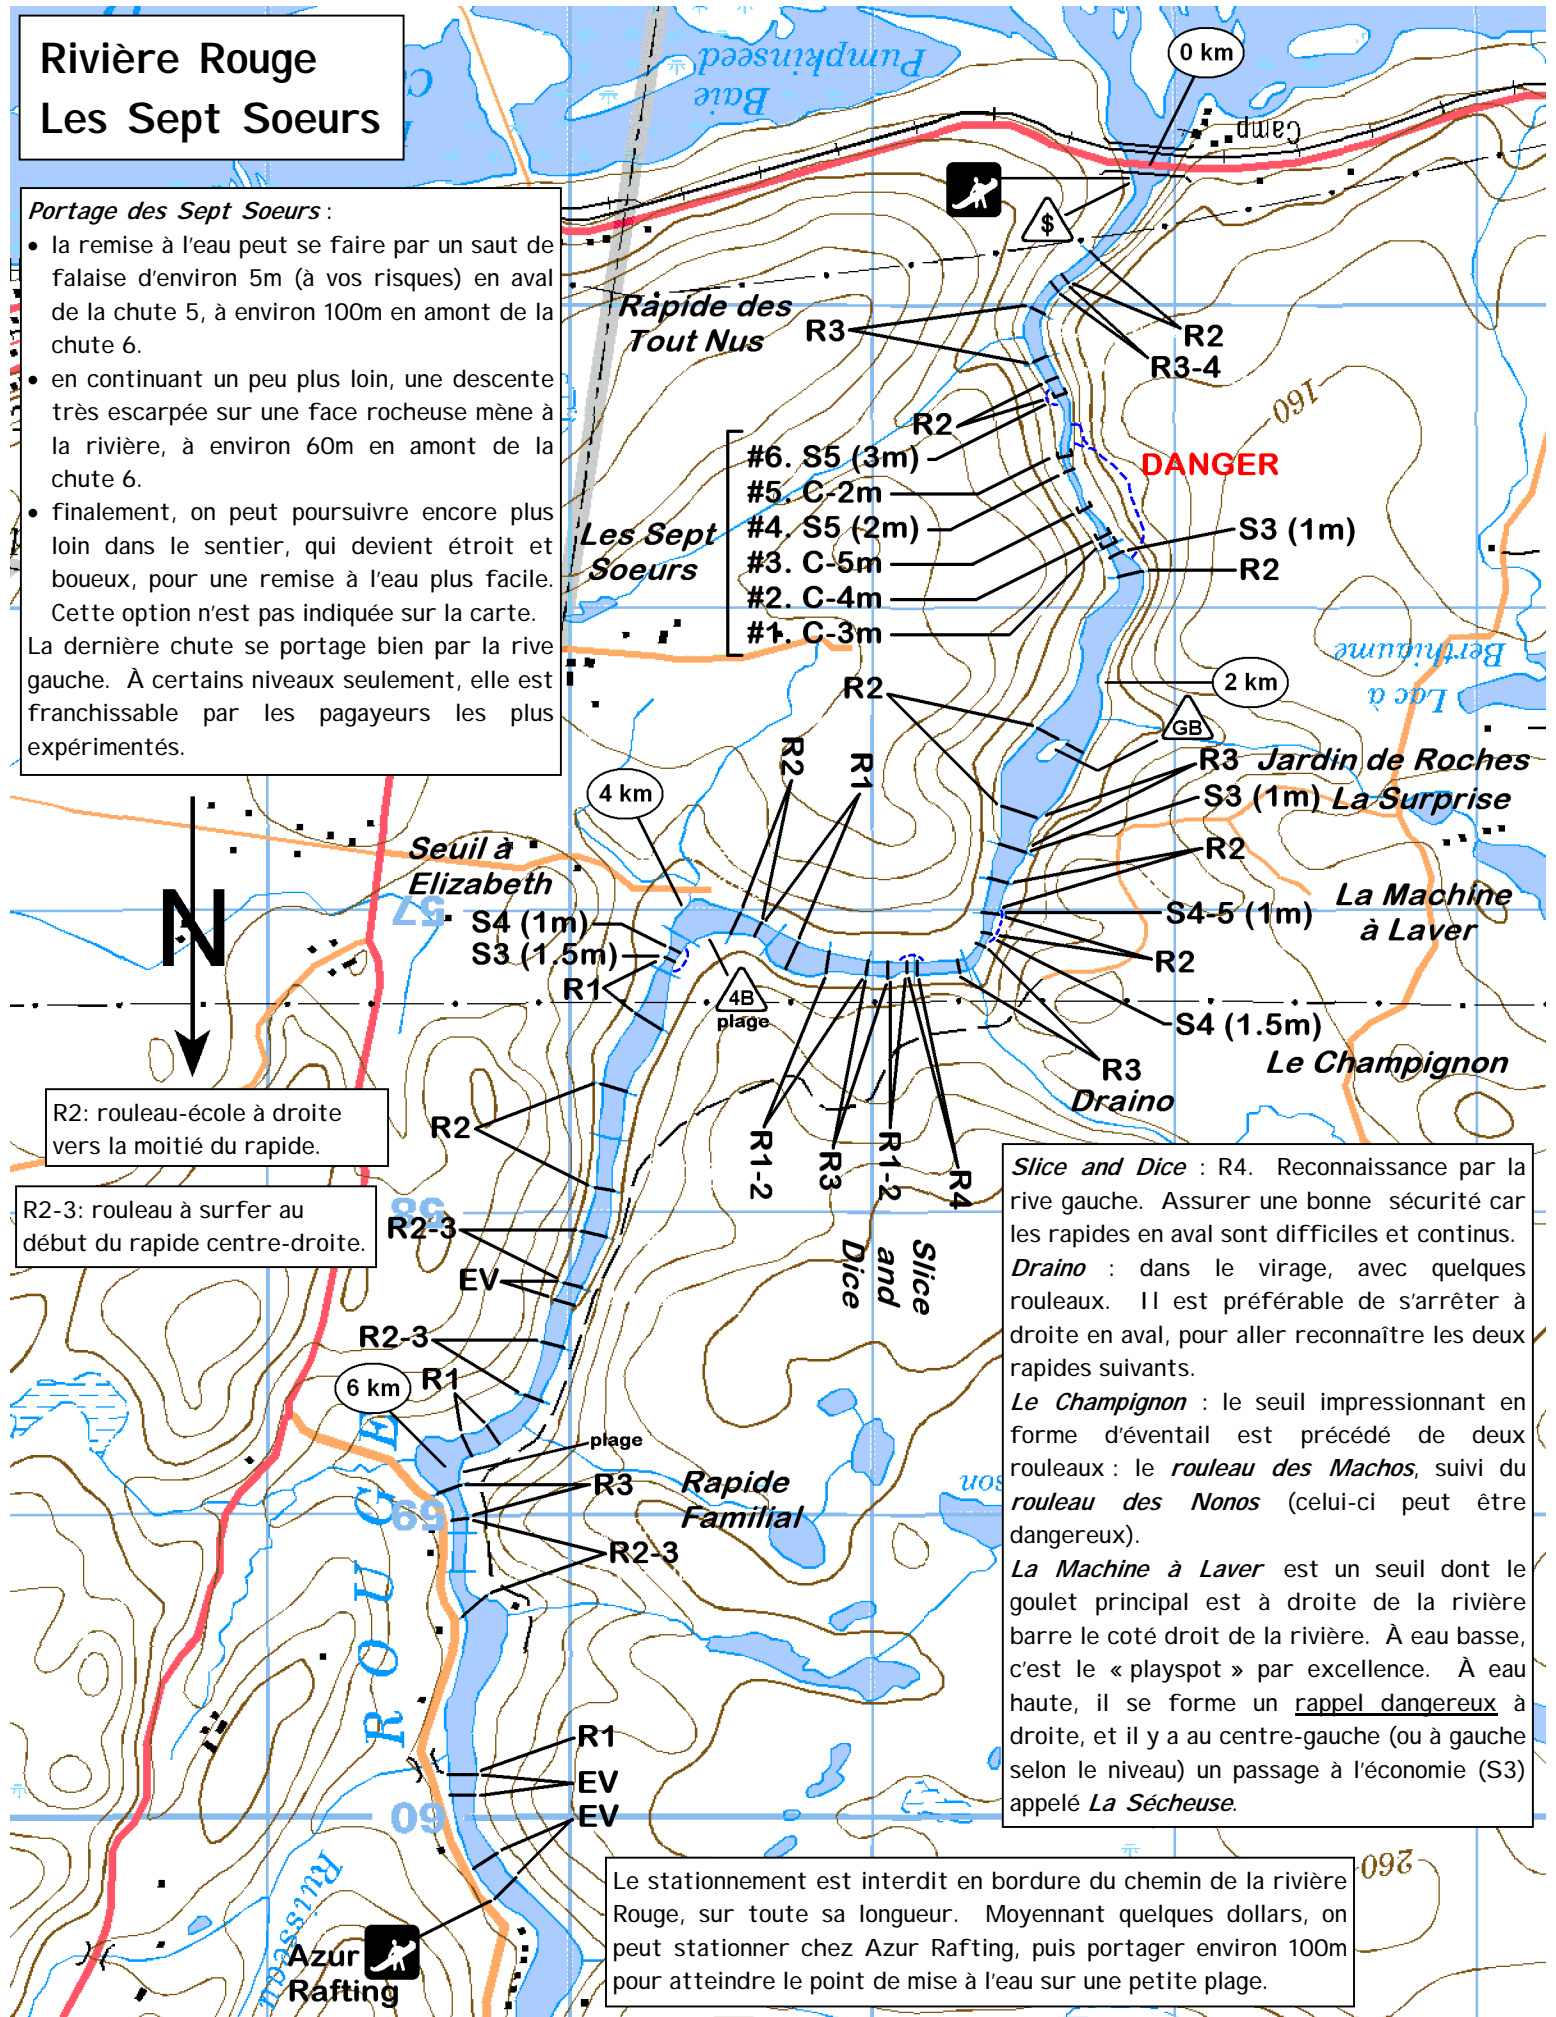 Rivière Rouge
Les Sept Soeurs
Baie
Pumpkinseed
0 km
Camp
$
Portage des Sept Soeurs :
• la remise à l'eau peut se faire par un saut de
falaise d'environ 5m (à vos risques) en aval
de la chute 5, à environ 100m en amont de la
chute 6.
• en continuant un peu plus loin, une descente
très escarpée sur une face rocheuse mène à
la rivière, à environ 60m en amont de la
chute 6.
• finalement, on peut poursuivre encore plus
loin dans le sentier, qui devient étroit et
boueux, pour une remise à l'eau plus facile.
Cette option n'est pas indiquée sur la carte.
La dernière chute se portage bien par la rive
gauche. À certains niveaux seulement, elle est
franchissable par les pagayeurs les plus
expérimentés.
Rapide des
Tout Nus
R3
R2
R3-4
160
R2
DANGER
Les Sept
Soeurs
#6. S5 (3m)
#5. C-2m
#4. S5 (2m)
#3. C-5m
#2. C-4m
#1. C-3m
S3 (1m)
R2
Lac à
Berthiaume
2 km
GB
R2
R3 Jardin de Roches
S3 (1m) La Surprise
R2
La Machine
à Laver
S4-5 (1m)
R2
S4 (1.5m)
Le Champignon
R3
Draino
R2
R1
4 km
Seuil à
Elizabeth
57
S4 (1m)
S3 (1.5m)
R1
4B
plage
N
R1-2
R3
R1-2
R4
Slice
and
Dice
R2: rouleau-école à droite
vers la moitié du rapide.
R2
R2-3: rouleau à surfer au
début du rapide centre-droite.
58
R2-3
EV
R2-3
6 km
R1
plage
R3
Rapide
Familial
59
R2-3
ROUGE
R1
EV
EV
60
Ruisseau
Azur
Rafting
Slice and Dice : R4. Reconnaissance par la
rive gauche. Assurer une bonne sécurité car
les rapides en aval sont difficiles et continus.
Draino : dans le virage, avec quelques
rouleaux. Il est préférable de s'arrêter à
droite en aval, pour aller reconnaître les deux
rapides suivants.
Le Champignon : le seuil impressionnant en
forme d'éventail est précédé de deux
rouleaux : le rouleau des Machos, suivi du
rouleau des Nonos (celui-ci peut être
dangereux).
La Machine à Laver est un seuil dont le
goulet principal est à droite de la rivière
barre le coté droit de la rivière. À eau basse,
c'est le « playspot » par excellence. À eau
haute, il se forme un rappel dangereux à
droite, et il y a au centre-gauche (ou à gauche
selon le niveau) un passage à l'économie (S3)
appelé La Sécheuse.
260
Le stationnement est interdit en bordure du chemin de la rivière
Rouge, sur toute sa longueur. Moyennant quelques dollars, on
peut stationner chez Azur Rafting, puis portager environ 100m
pour atteindre le point de mise à l'eau sur une petite plage.